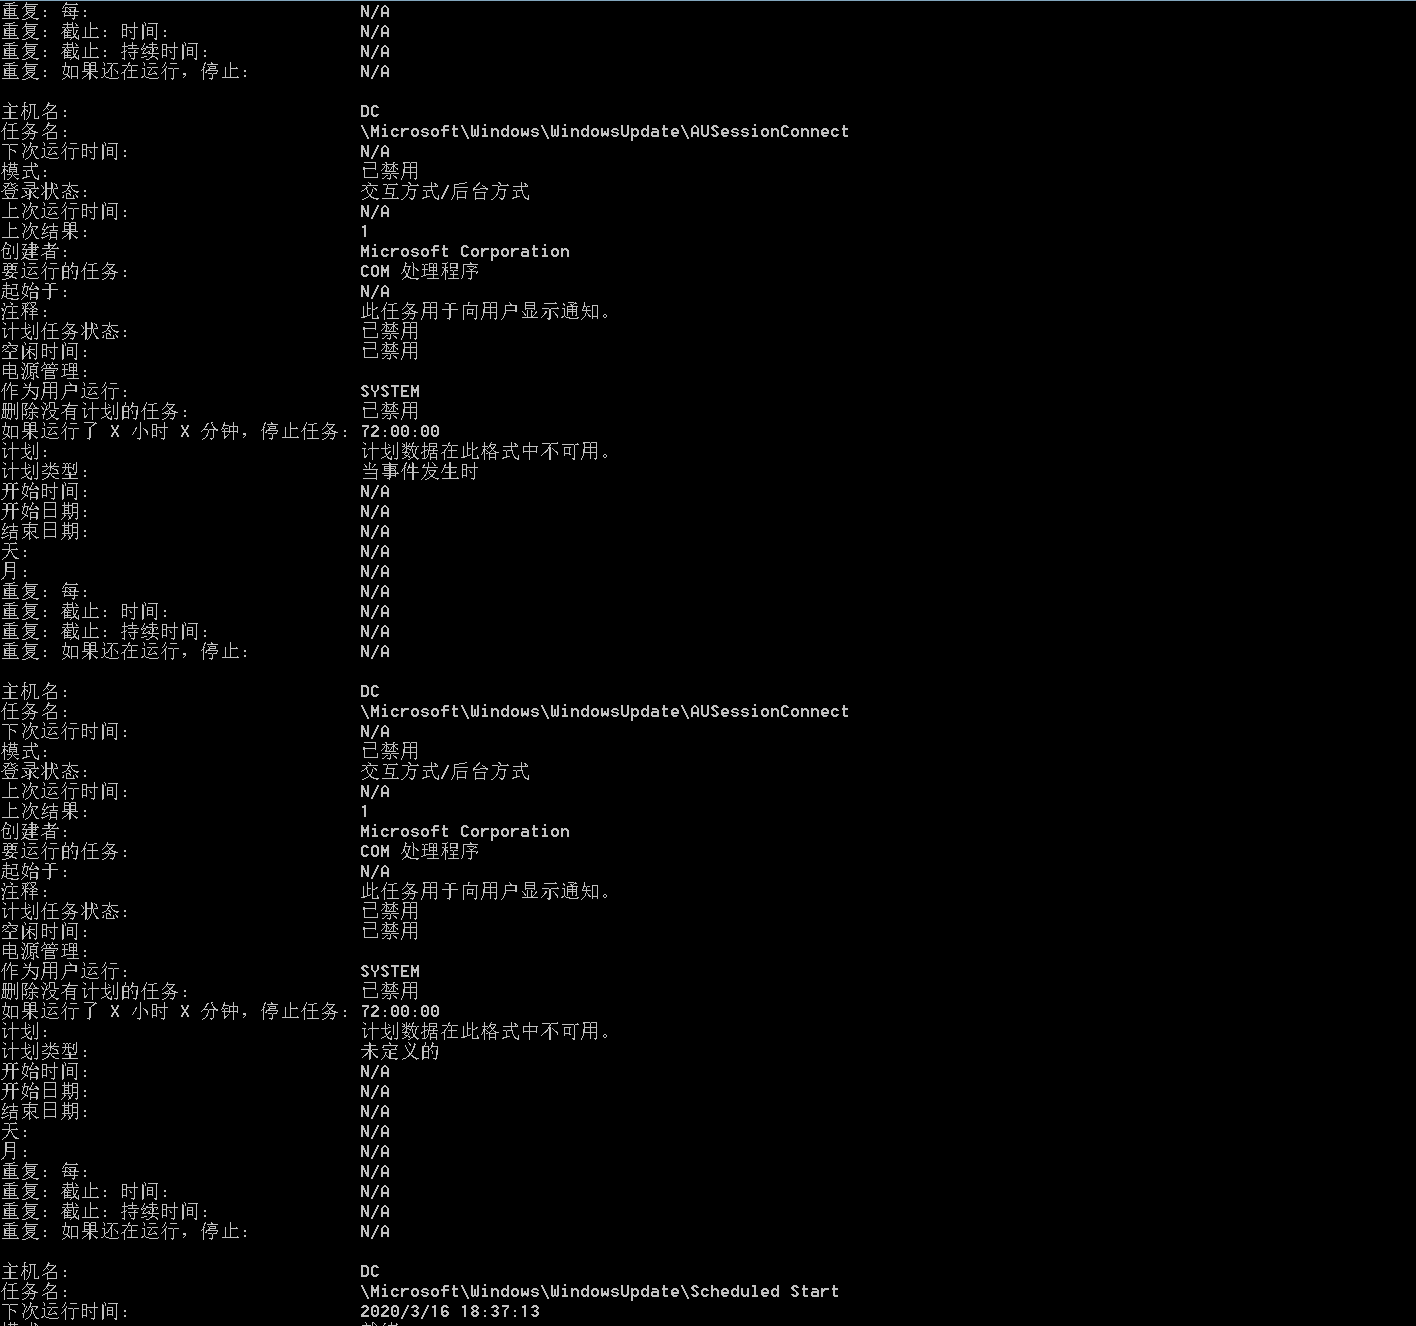 重复: 每: N/A
重复: 截止: 时间: N/A
重复: 截止: 持续时间: N/A
重复: 如果还在运行，停止: N/A
主机名: DC
任务名: \Microsoft\Windows\WindowsUpdate\AUSessionConnect
下次运行时间: N/A
模式: 已禁用
登录状态: 交互方式/后台方式
上次运行时间: N/A
上次结果: 1
创建者: Microsoft Corporation
要运行的任务: COM 处理程序
起始于: N/A
注释: 此任务用于向用户显示通知。
计划任务状态: 已禁用
空闲时间: 已禁用
电源管理:
作为用户运行: SYSTEM
删除没有计划的任务: 已禁用
如果运行了 X 小时 X 分钟，停止任务: 72:00:00
计划: 计划数据在此格式中不可用。
计划类型: 当事件发生时
开始时间: N/A
开始日期: N/A
结束日期: N/A
天: N/A
月: N/A
重复: 每: N/A
重复: 截止: 时间: N/A
重复: 截止: 持续时间: N/A
重复: 如果还在运行，停止: N/A
主机名: DC
任务名: \Microsoft\Windows\WindowsUpdate\AUSessionConnect
下次运行时间: N/A
模式: 已禁用
登录状态: 交互方式/后台方式
上次运行时间: N/A
上次结果: 1
创建者: Microsoft Corporation
要运行的任务: COM 处理程序
起始于: N/A
注释: 此任务用于向用户显示通知。
计划任务状态: 已禁用
空闲时间: 已禁用
电源管理:
作为用户运行: SYSTEM
删除没有计划的任务: 已禁用
如果运行了 X 小时 X 分钟，停止任务: 72:00:00
计划: 计划数据在此格式中不可用。
计划类型: 未定义的
开始时间: N/A
开始日期: N/A
结束日期: N/A
天: N/A
月: N/A
重复: 每: N/A
重复: 截止: 时间: N/A
重复: 截止: 持续时间: N/A
重复: 如果还在运行，停止: N/A
主机名: DC
任务名: \Microsoft\Windows\WindowsUpdate\Scheduled Start
下次运行时间: 2020/3/16 18:37:13